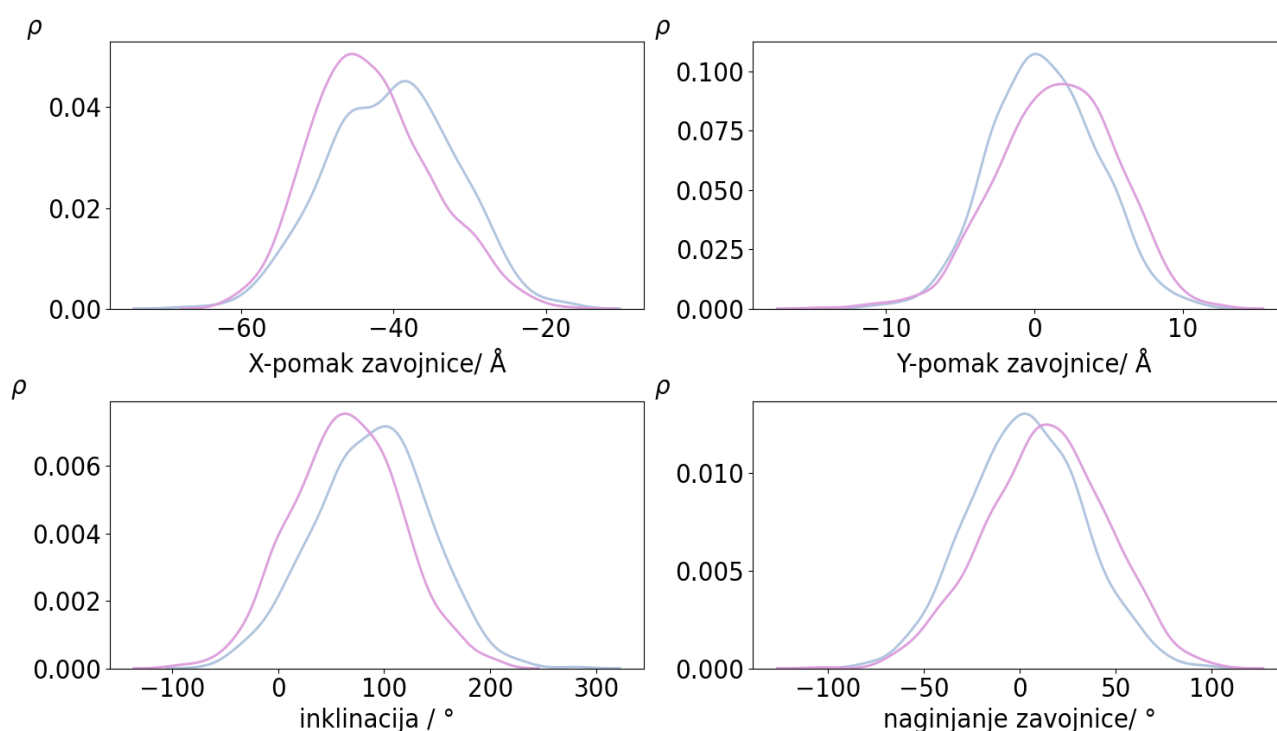 ρ
0.04
0.02
0.00
−60 −40 −20
X-pomak zavojnice/ Å
ρ
0.100
0.075
0.050
0.025
0.000
−10 0 10
Y-pomak zavojnice/ Å
ρ
0.006
0.004
0.002
0.000
−100 0 100 200 300
inklinacija / °
ρ
0.010
0.005
0.000
−100 −50 0 50 100
naginjanje zavojnice/ °